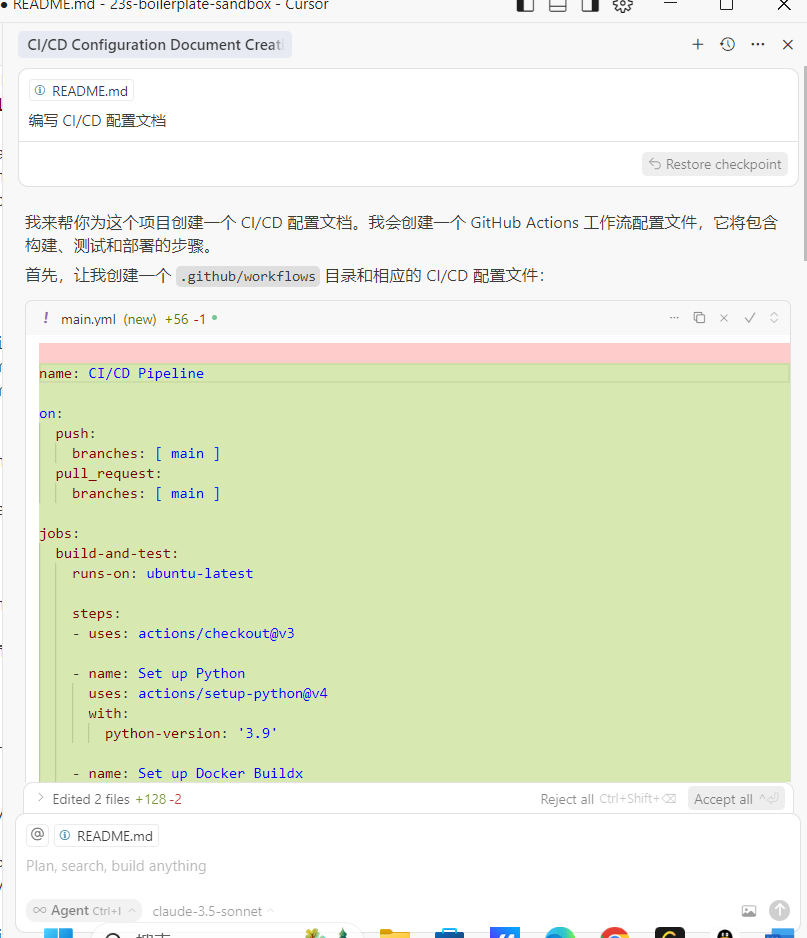 README.md - 23s-boilerplate-sandbox - Cursor
CI/CD Configuration Document Creati
README.md
编写 CI/CD 配置文档
Restore checkpoint
我来帮你为这个项目创建一个 CI/CD 配置文档。我会创建一个 GitHub Actions 工作流配置文件，它将包含
构建、测试和部署的步骤。
首先，让我创建一个 .github/workflows 目录和相应的 CI/CD 配置文件：
! main.yml (new) +56 -1
name: CI/CD Pipeline
on:
push:
branches: [ main ]
pull_request:
branches: [ main ]
jobs:
build-and-test:
runs-on: ubuntu-latest
steps:
- uses: actions/checkout@v3
- name: Set up Python
uses: actions/setup-python@v4
with:
python-version: '3.9'
- name: Set up Docker Buildx
Edited 2 files +128 -2 Reject all Ctrl+Shift+⌫ Accept all ^⏎
@ README.md
Plan, search, build anything
∞ Agent Ctrl+I claude-3.5-sonnet